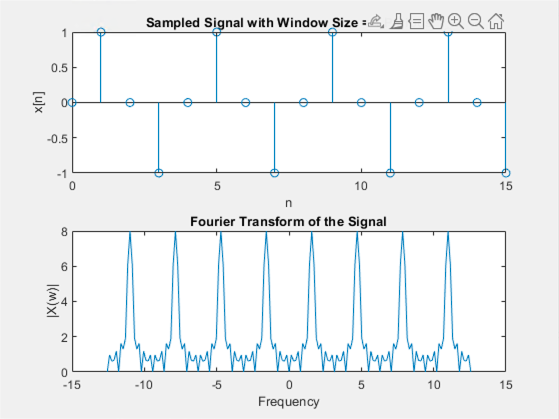 Sampled Signal with Window Size =
1
0.5
0
-0.5
-1
x[n]
0 5 10 15
n
Fourier Transform of the Signal
8
6
4
2
0
|X(w)|
-15 -10 -5 0 5 10 15
Frequency